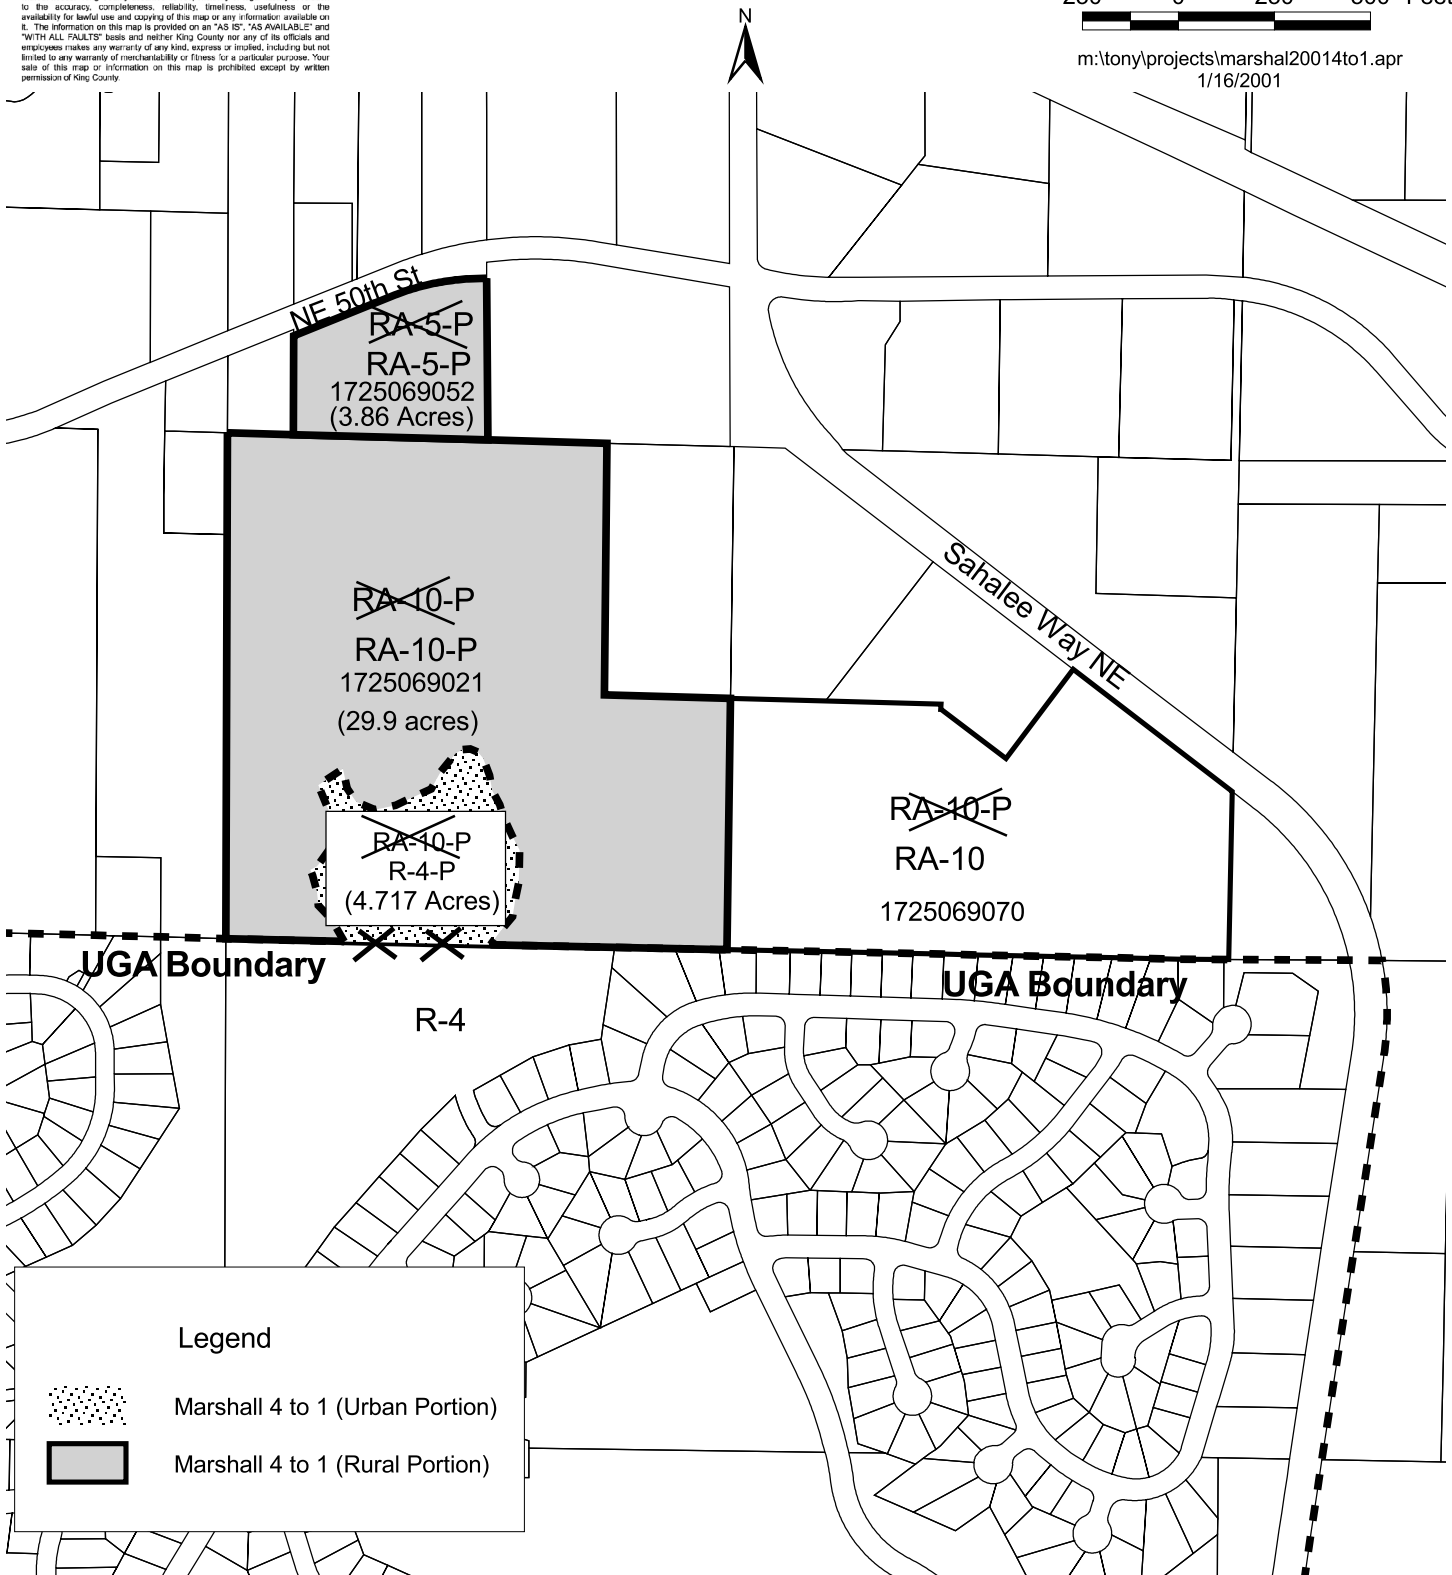 to the accuracy, completeness, reliability, timeliness, usefulness or the
availability for lawful use and copying of this map or any information available on
it. The information on this map is provided on an "AS IS", "AS AVAILABLE" and
"WITH ALL FAULTS" basis and neither King County nor any of its officials and
employees makes any warranty of any kind, express or implied, including but not
limited to any warranty of merchantability or fitness for a particular purpose. Your
sale of this map or information on this map is prohibited except by written
permission of King County.
N
m:\tony\projects\marshal20014to1.apr
1/16/2001
NE 50th St
RA-5-P
RA-5-P
1725069052
(3.86 Acres)
Sahalee Way NE
RA-10-P
RA-10-P
1725069021
(29.9 acres)
RA-10-P
R-4-P
(4.717 Acres)
RA-10-P
RA-10
1725069070
UGA Boundary
UGA Boundary
R-4
Legend
Marshall 4 to 1 (Urban Portion)
Marshall 4 to 1 (Rural Portion)